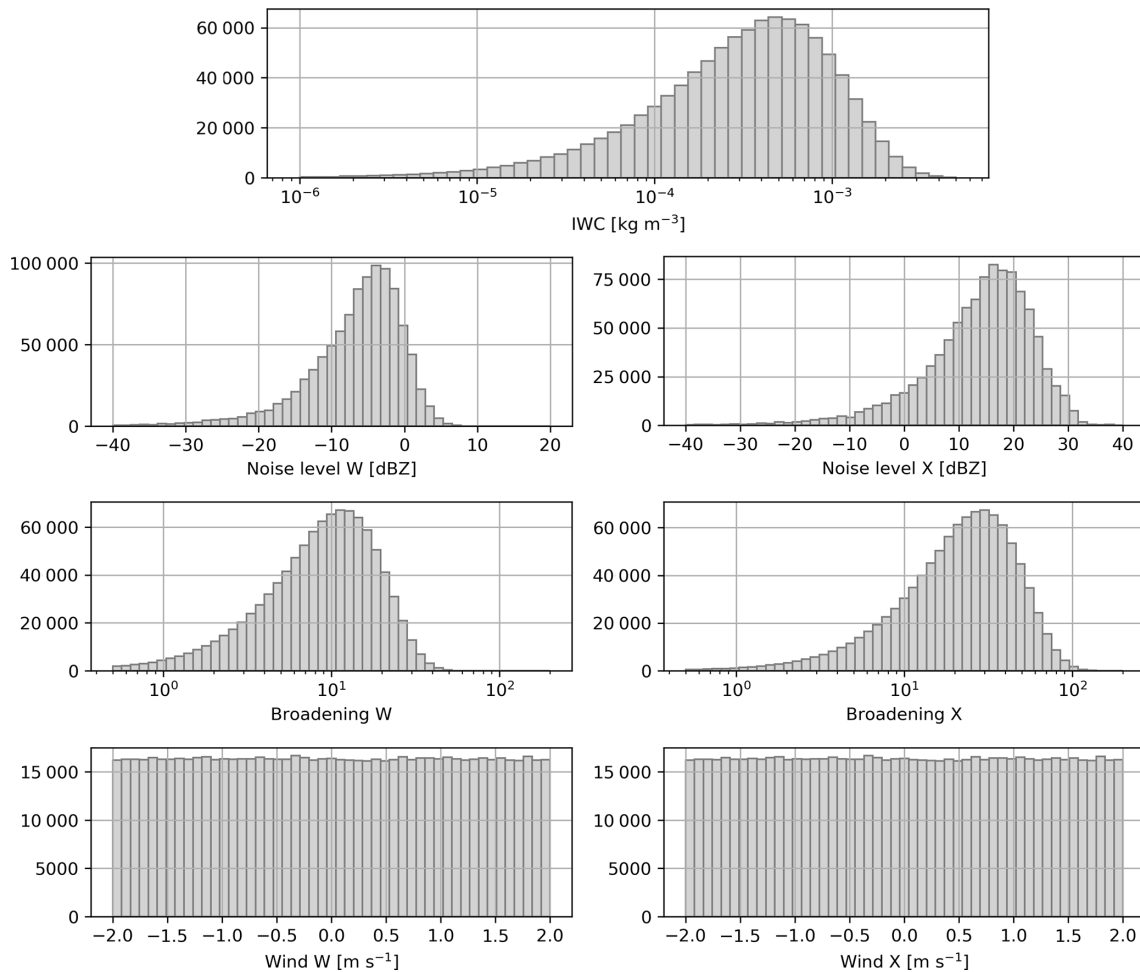 60 000
40 000
20 000
0
10⁻⁶ 10⁻⁵ 10⁻⁴ 10⁻³
IWC [kg m⁻³]
100 000
50 000
0
−40 −30 −20 −10 0 10 20
Noise level W [dBZ]
75 000
50 000
25 000
0
−40 −30 −20 −10 0 10 20 30 40
Noise level X [dBZ]
60 000
40 000
20 000
0
10⁰ 10¹ 10²
Broadening W
60 000
40 000
20 000
0
10⁰ 10¹ 10²
Broadening X
15 000
10 000
5000
0
−2.0 −1.5 −1.0 −0.5 0.0 0.5 1.0 1.5 2.0
Wind W [m s⁻¹]
15 000
10 000
5000
0
−2.0 −1.5 −1.0 −0.5 0.0 0.5 1.0 1.5 2.0
Wind X [m s⁻¹]